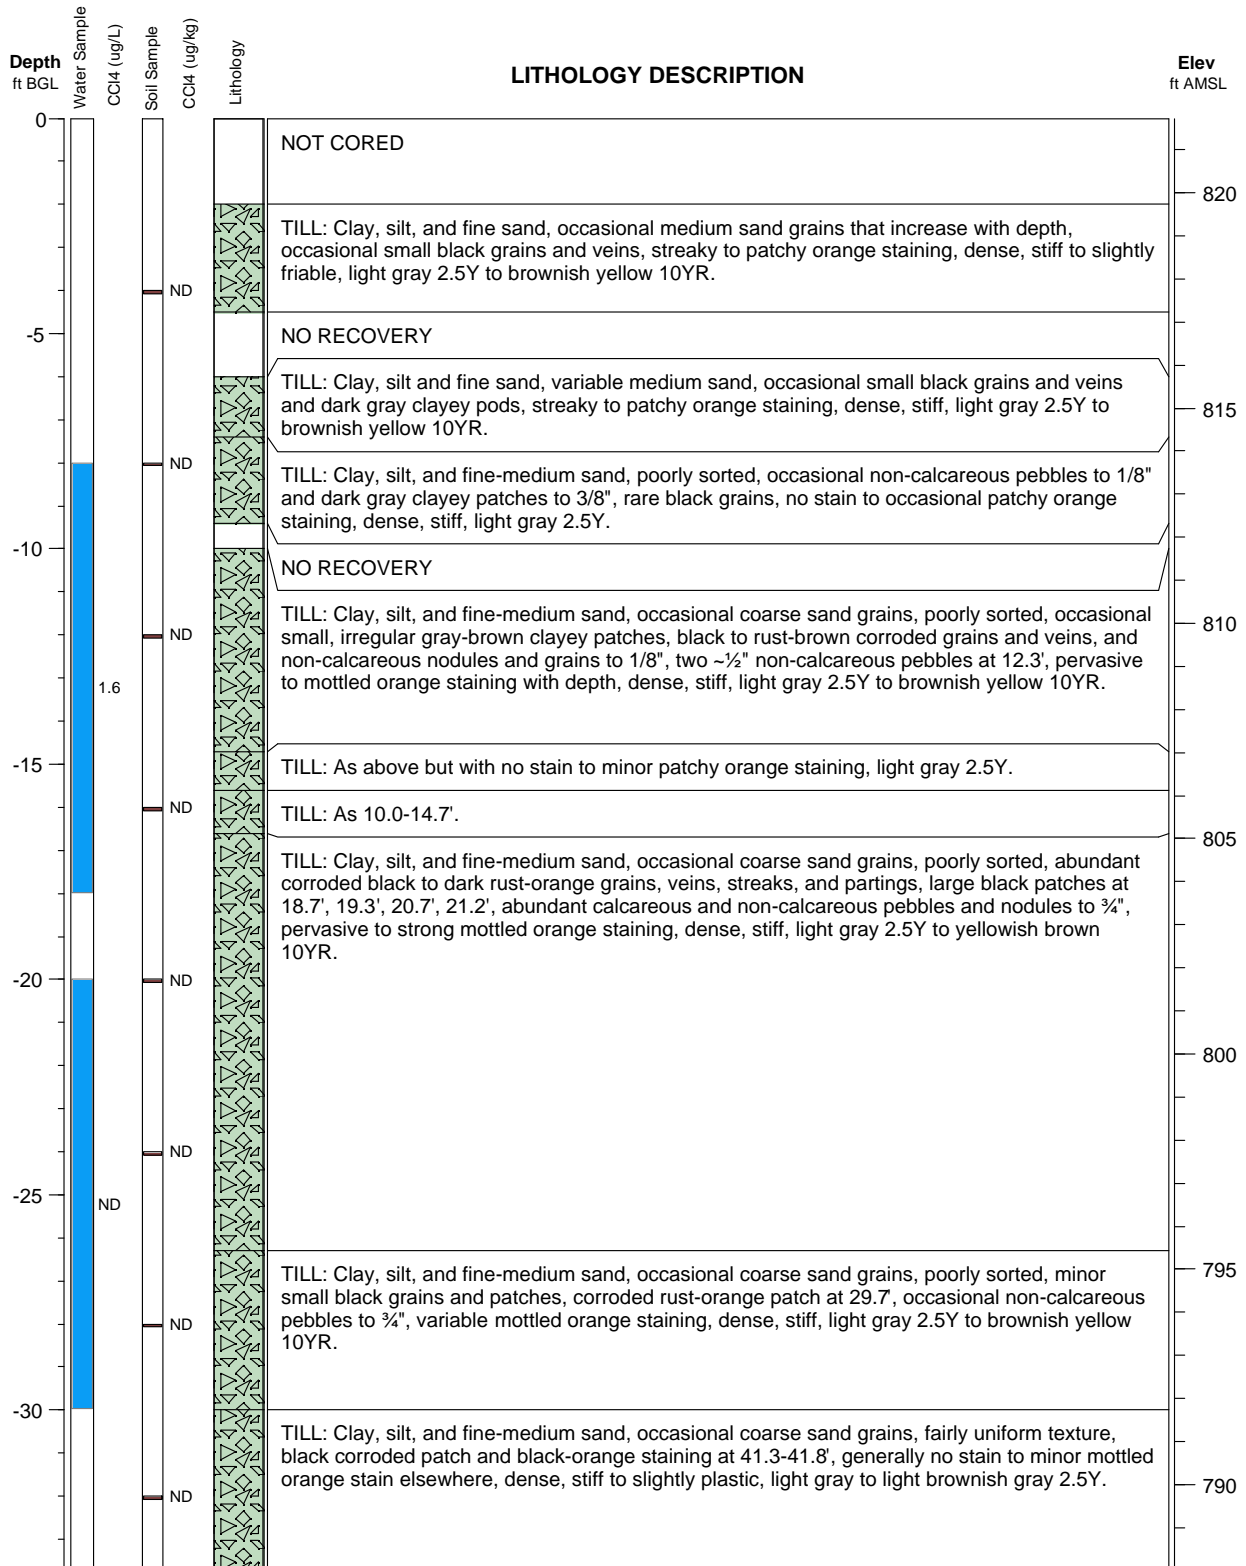 Depth
ft BGL
Water Sample
CCl4 (ug/L)
Soil Sample
CCl4 (ug/kg)
Lithology
LITHOLOGY DESCRIPTION
Elev
ft AMSL
0
NOT CORED
820
TILL: Clay, silt, and fine sand, occasional medium sand grains that increase with depth,
occasional small black grains and veins, streaky to patchy orange staining, dense, stiff to slightly
friable, light gray 2.5Y to brownish yellow 10YR.
ND
-5
NO RECOVERY
TILL: Clay, silt and fine sand, variable medium sand, occasional small black grains and veins
and dark gray clayey pods, streaky to patchy orange staining, dense, stiff, light gray 2.5Y to
brownish yellow 10YR.
815
ND
TILL: Clay, silt, and fine-medium sand, poorly sorted, occasional non-calcareous pebbles to 1/8"
and dark gray clayey patches to 3/8", rare black grains, no stain to occasional patchy orange
staining, dense, stiff, light gray 2.5Y.
-10
NO RECOVERY
TILL: Clay, silt, and fine-medium sand, occasional coarse sand grains, poorly sorted, occasional
small, irregular gray-brown clayey patches, black to rust-brown corroded grains and veins, and
non-calcareous nodules and grains to 1/8", two ~½" non-calcareous pebbles at 12.3', pervasive
to mottled orange staining with depth, dense, stiff, light gray 2.5Y to brownish yellow 10YR.
810
ND
1.6
-15
TILL: As above but with no stain to minor patchy orange staining, light gray 2.5Y.
ND
TILL: As 10.0-14.7'.
805
TILL: Clay, silt, and fine-medium sand, occasional coarse sand grains, poorly sorted, abundant
corroded black to dark rust-orange grains, veins, streaks, and partings, large black patches at
18.7', 19.3', 20.7', 21.2', abundant calcareous and non-calcareous pebbles and nodules to ¾",
pervasive to strong mottled orange staining, dense, stiff, light gray 2.5Y to yellowish brown
10YR.
-20
ND
800
ND
-25
ND
795
TILL: Clay, silt, and fine-medium sand, occasional coarse sand grains, poorly sorted, minor
small black grains and patches, corroded rust-orange patch at 29.7', occasional non-calcareous
pebbles to ¾", variable mottled orange staining, dense, stiff, light gray 2.5Y to brownish yellow
10YR.
ND
-30
TILL: Clay, silt, and fine-medium sand, occasional coarse sand grains, fairly uniform texture,
black corroded patch and black-orange staining at 41.3-41.8', generally no stain to minor mottled
orange stain elsewhere, dense, stiff to slightly plastic, light gray to light brownish gray 2.5Y.
790
ND